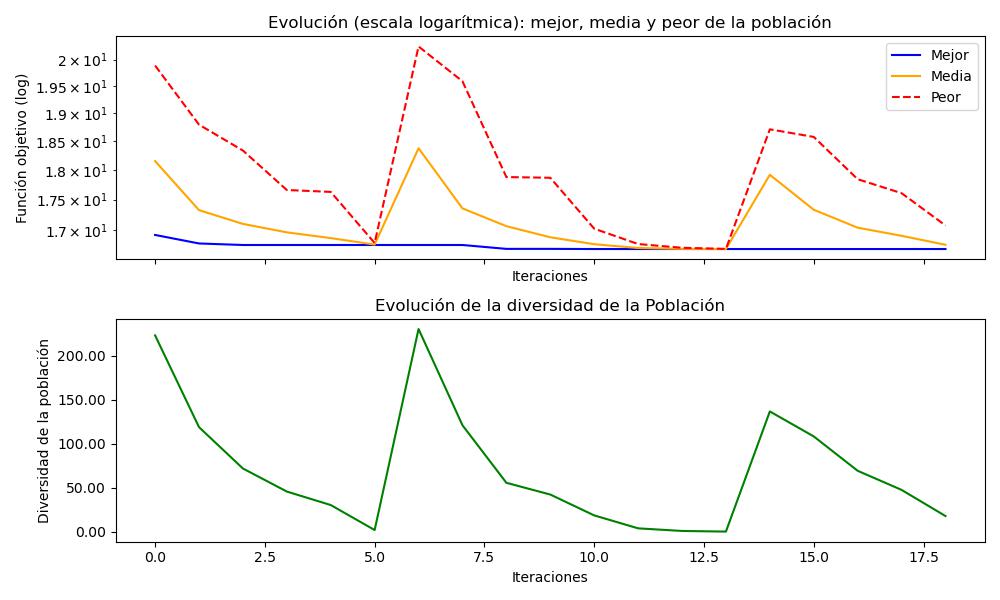 Evolución (escala logarítmica): mejor, media y peor de la población
Función objetivo (log)
2 × 10¹
1.95 × 10¹
1.9 × 10¹
1.85 × 10¹
1.8 × 10¹
1.75 × 10¹
1.7 × 10¹
Mejor
Media
Peor
Iteraciones
Evolución de la diversidad de la Población
Diversidad de la población
200.00
150.00
100.00
50.00
0.00
0.0 2.5 5.0 7.5 10.0 12.5 15.0 17.5
Iteraciones